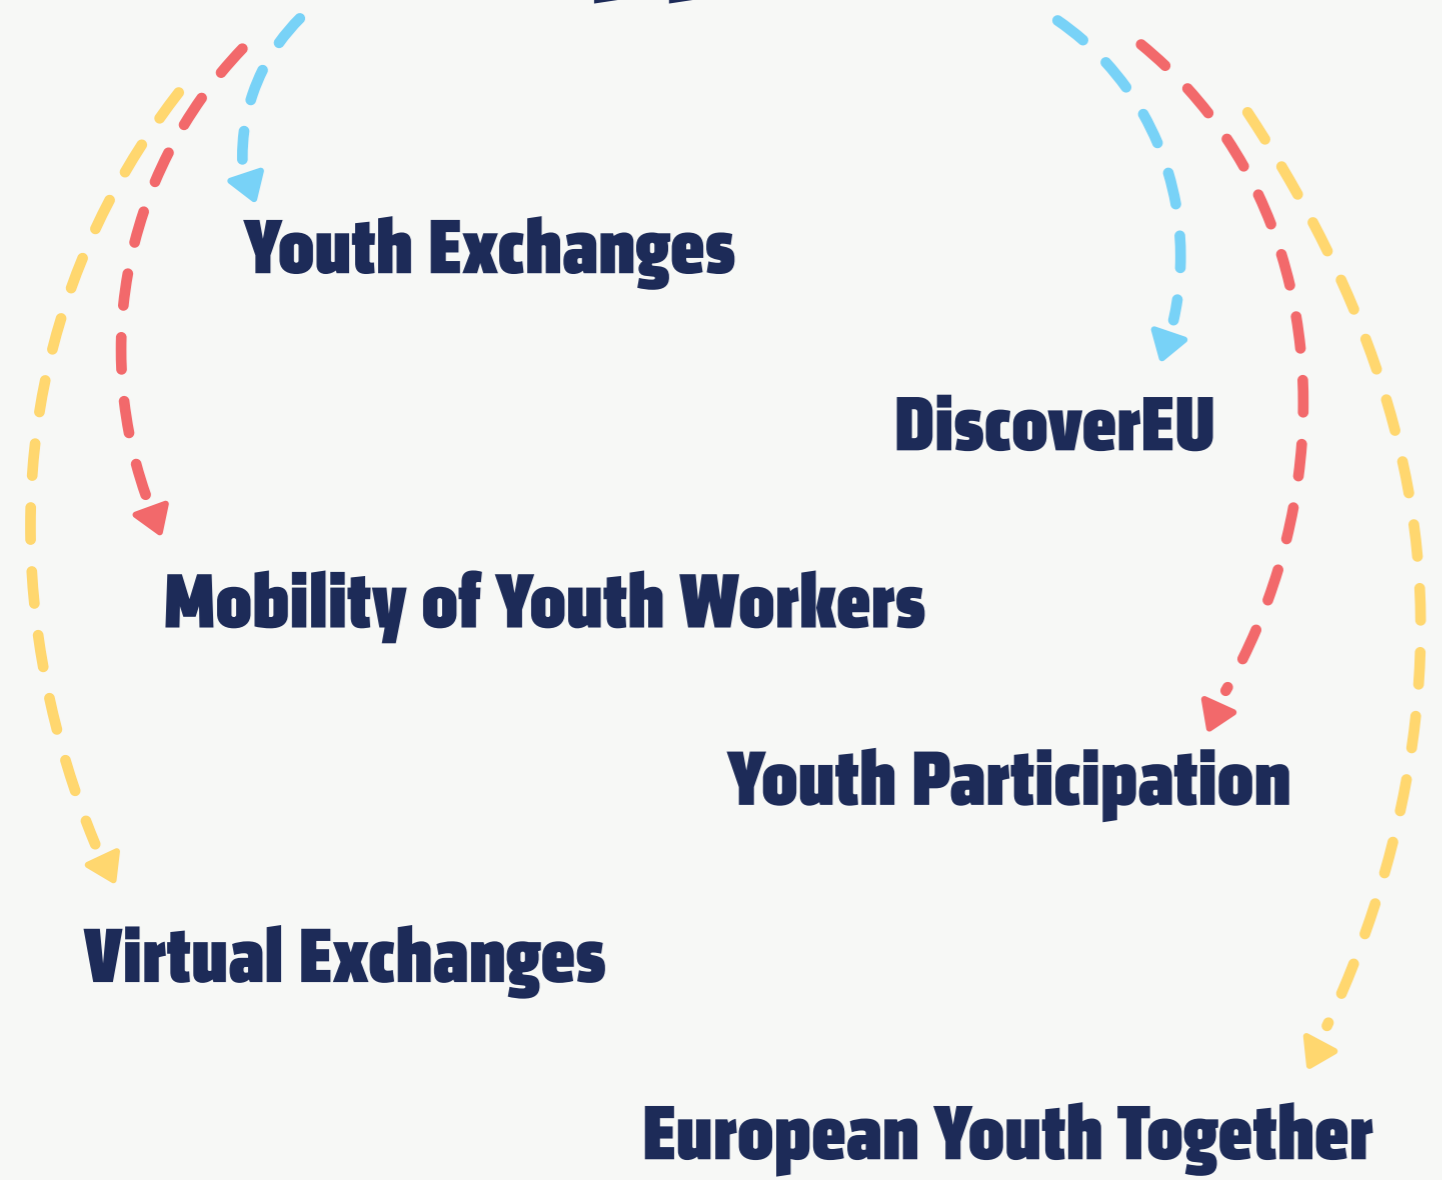 Youth Exchanges
DiscoverEU
Mobility of Youth Workers
Youth Participation
Virtual Exchanges
European Youth Together